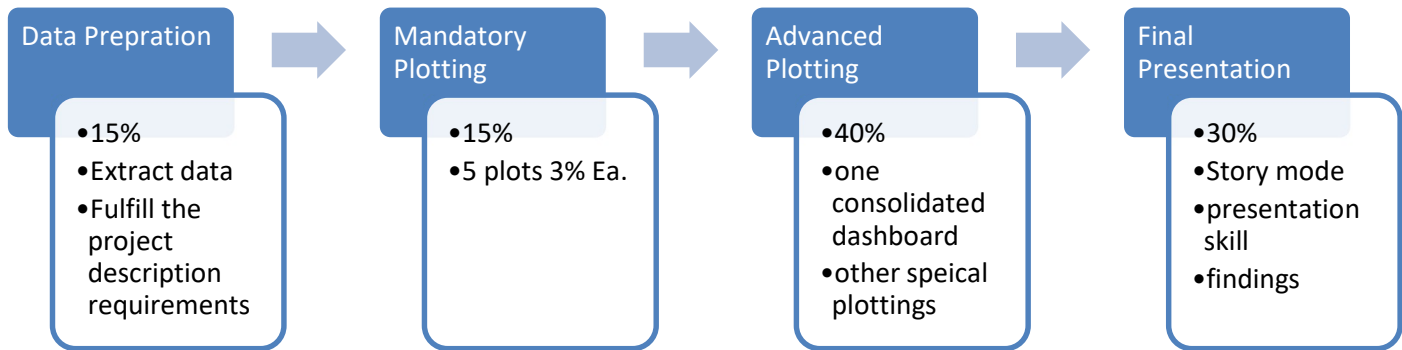 Data Prepration
•15%
•Extract data
•Fulfill the
project
description
requirements
Mandatory
Plotting
•15%
•5 plots 3% Ea.
Advanced
Plotting
•40%
•one
consolidated
dashboard
•other speical
plottings
Final
Presentation
•30%
•Story mode
•presentation
skill
•findings